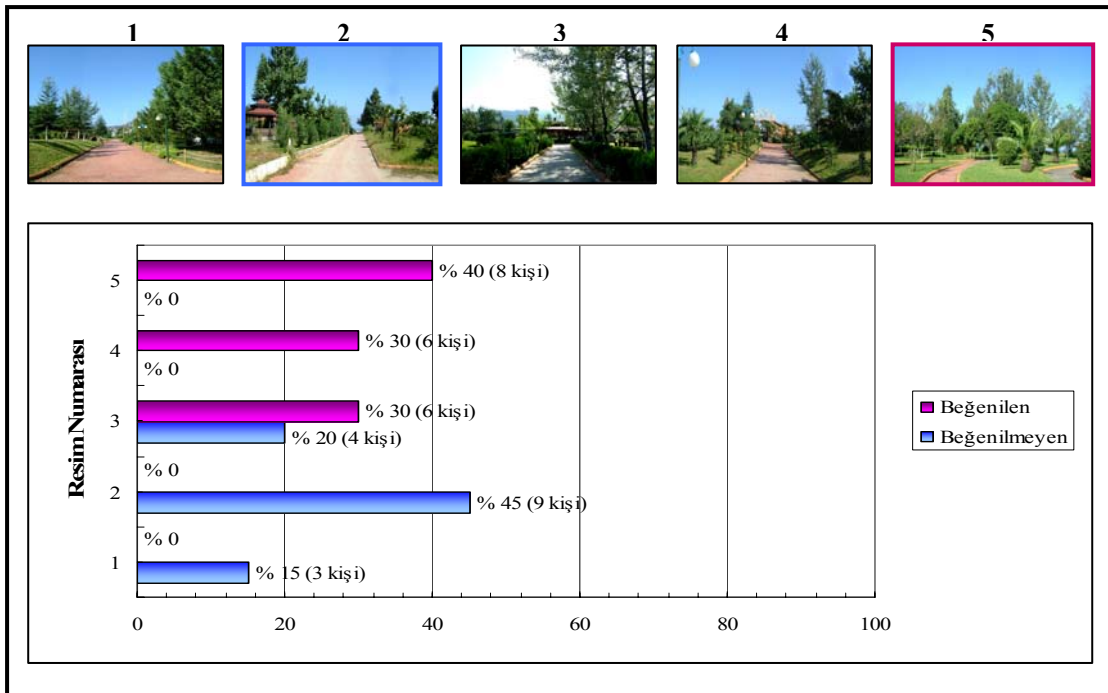 1 2 3 4 5
5
% 40 (8 kişi)
% 0
4
% 30 (6 kişi)
% 0
3
% 30 (6 kişi)
% 20 (4 kişi)
% 0
2
% 45 (9 kişi)
% 0
1
% 15 (3 kişi)
Resim Numarası
0 20 40 60 80 100
Beğenilen
Beğenilmeyen